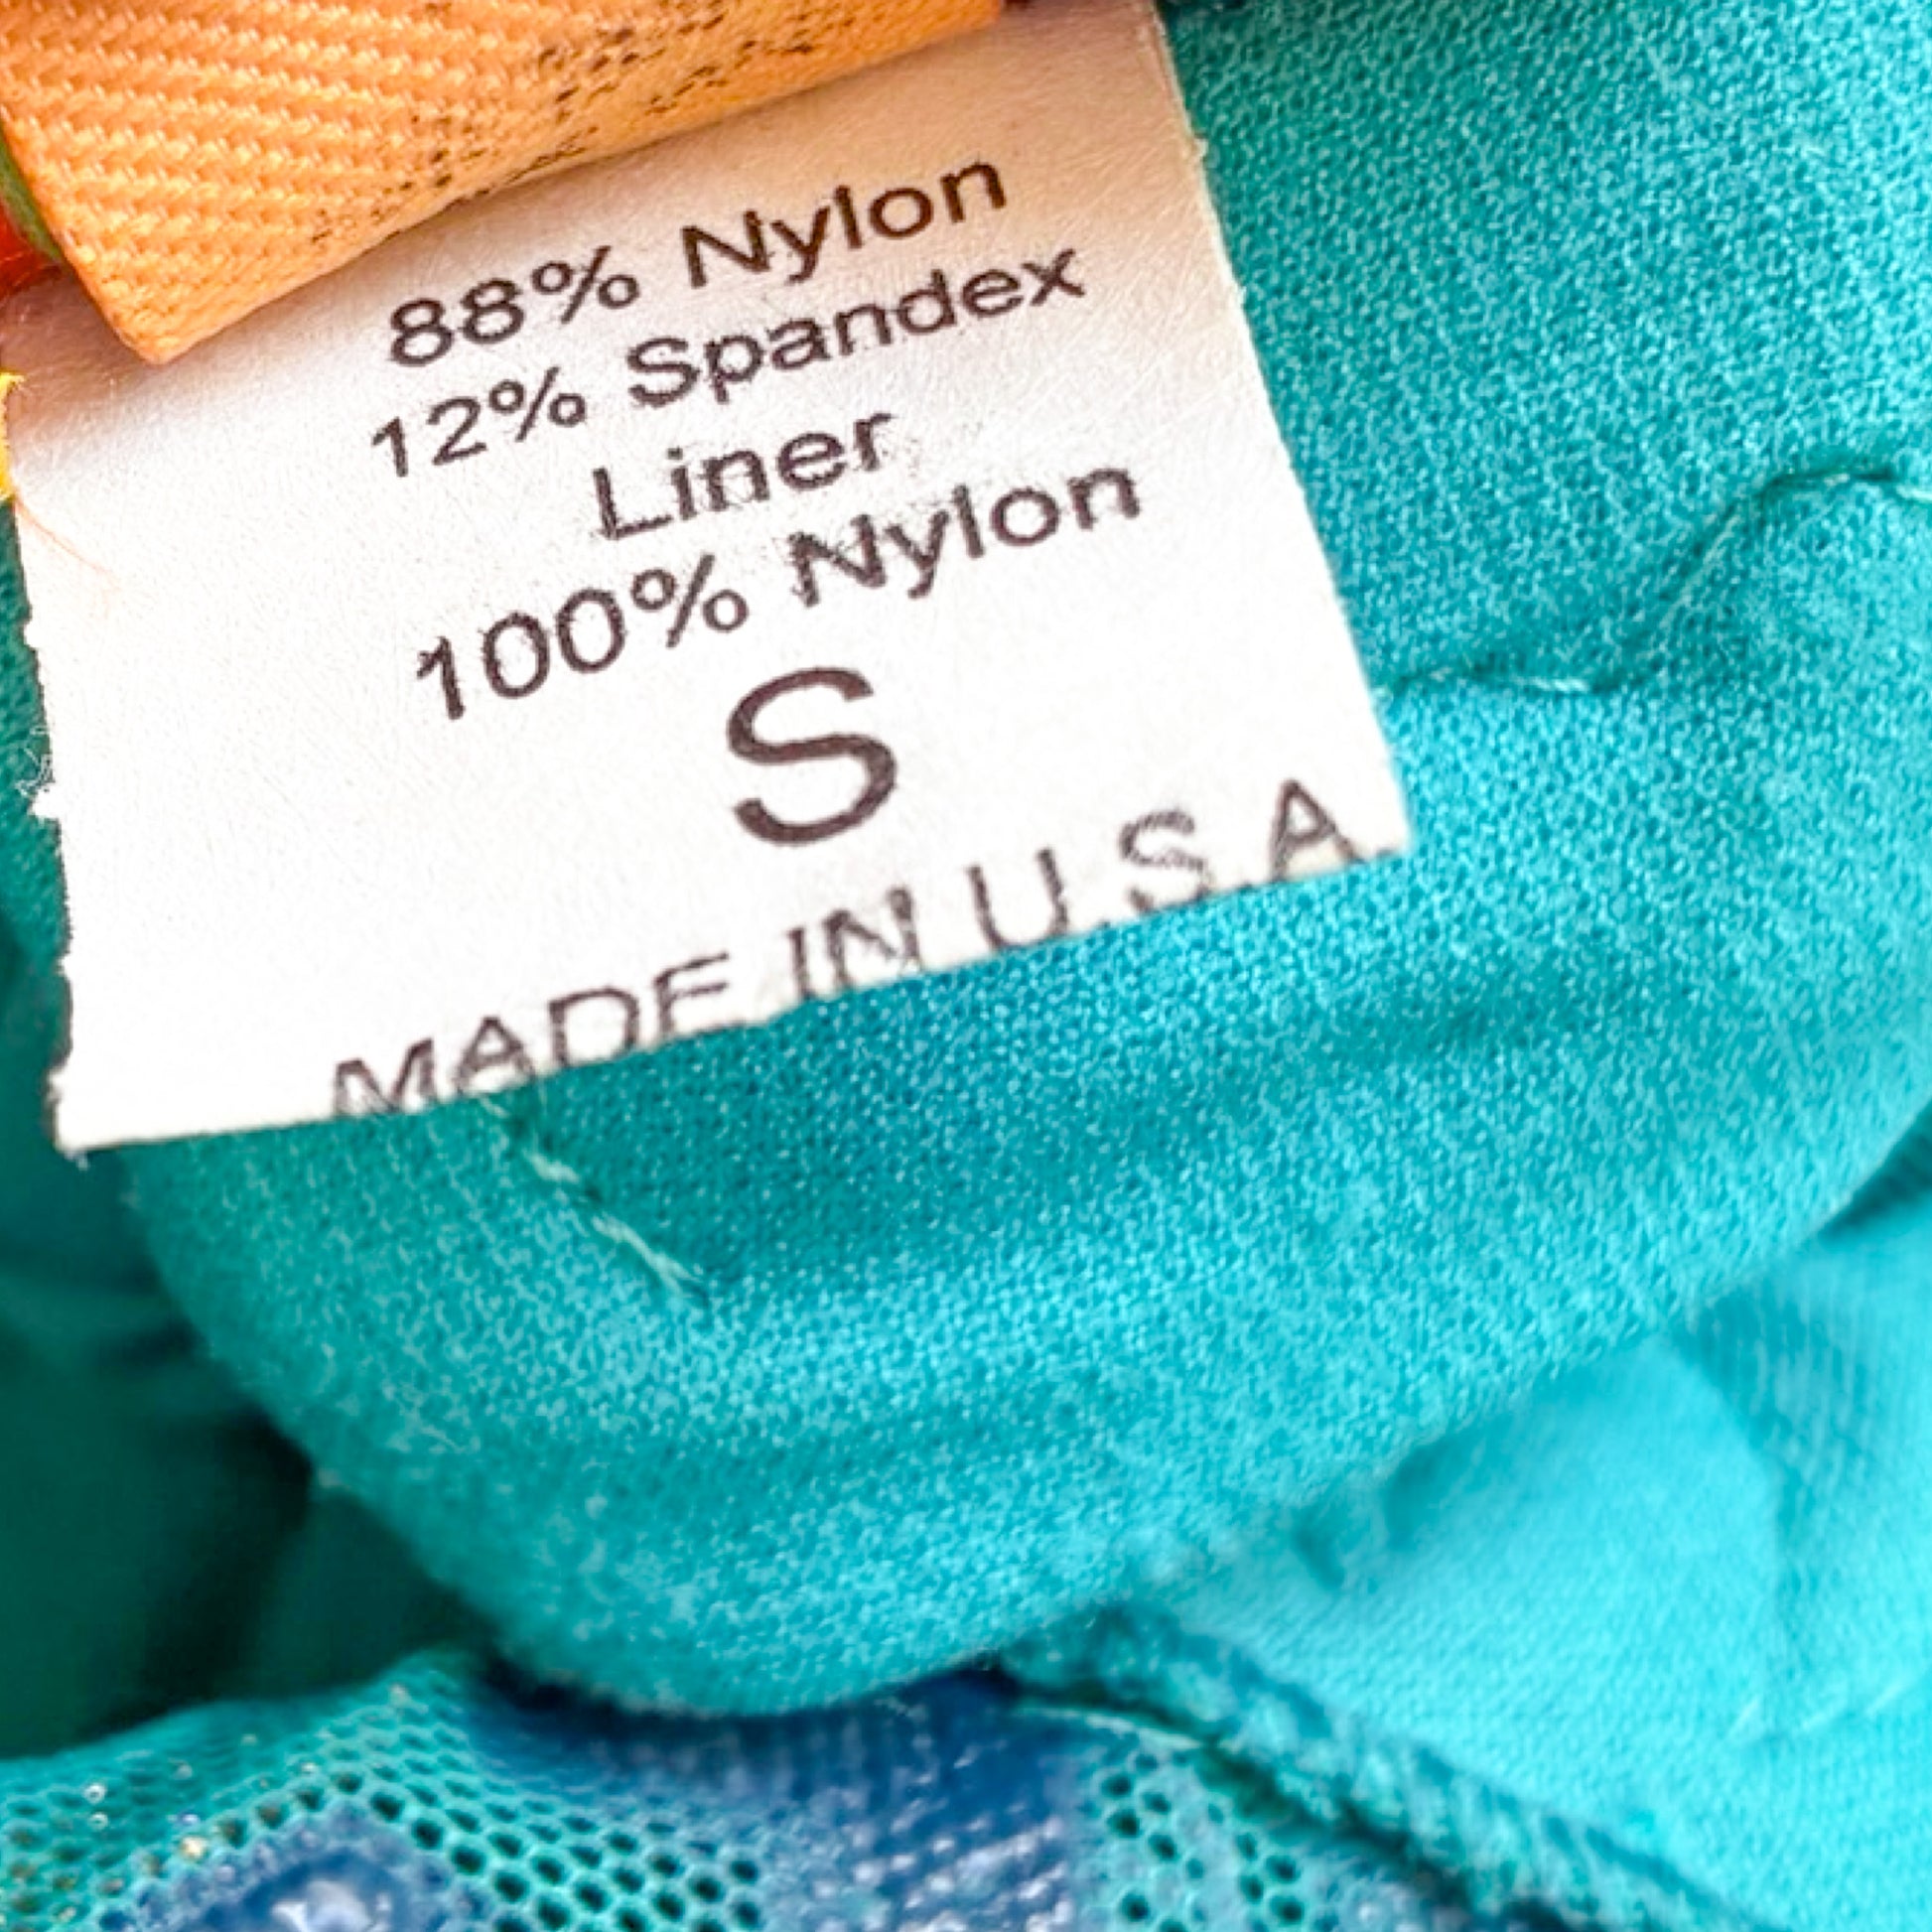 88% Nylon
12% Spandex
Liner
100% Nylon
S
MADE IN U.S.A